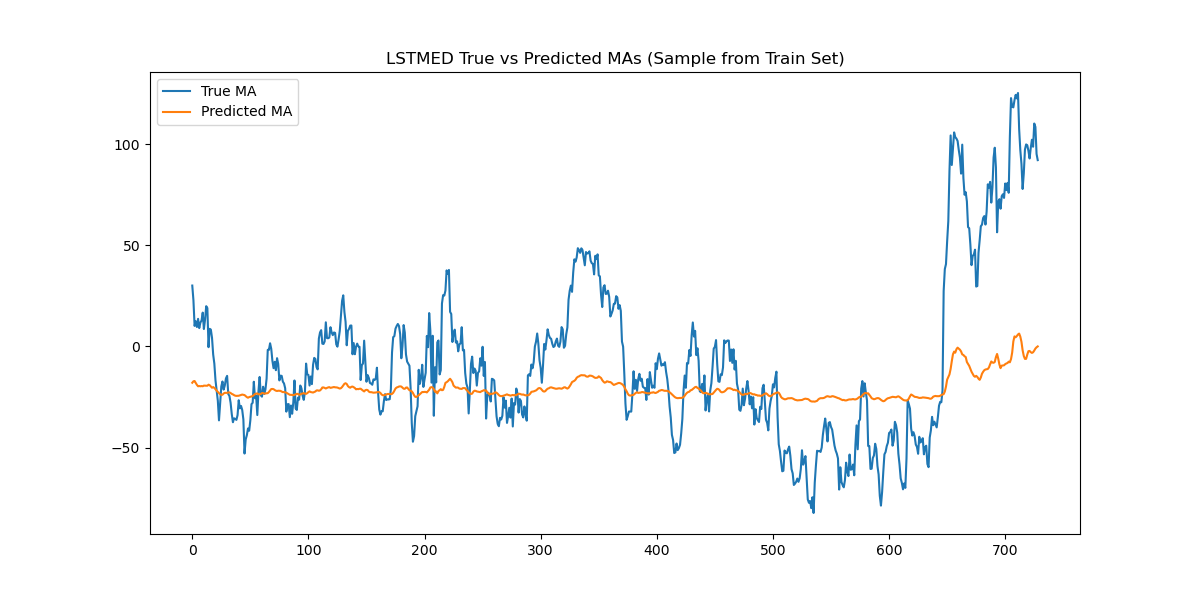 LSTMED True vs Predicted MAs (Sample from Train Set)
True MA
Predicted MA
100
50
0
−50
0 100 200 300 400 500 600 700